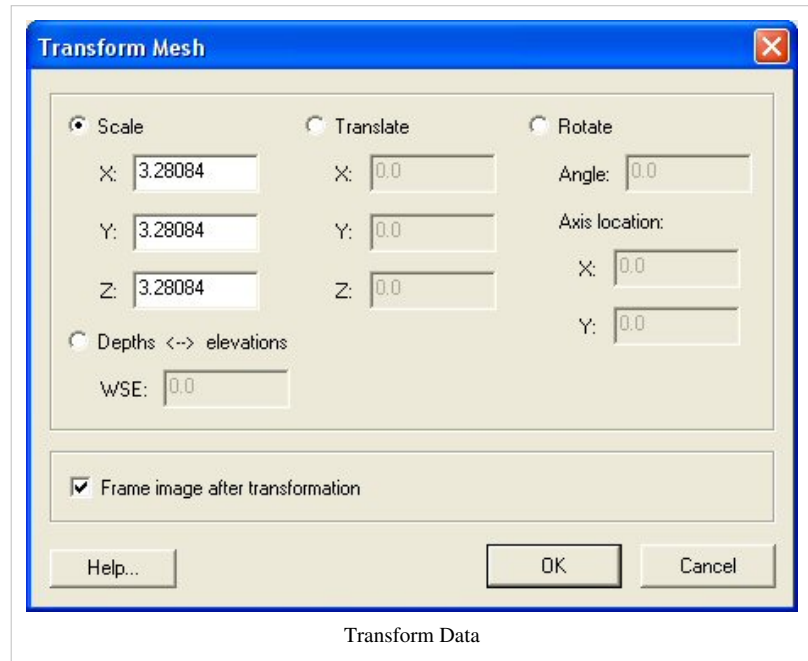 Transform Mesh
Scale
X: 3.28084
Y: 3.28084
Z: 3.28084
Depths <--> elevations
WSE: 0.0
Translate
X: 0.0
Y: 0.0
Z: 0.0
Rotate
Angle: 0.0
Axis location:
X: 0.0
Y: 0.0
Frame image after transformation
Help...
OK
Cancel
Transform Data